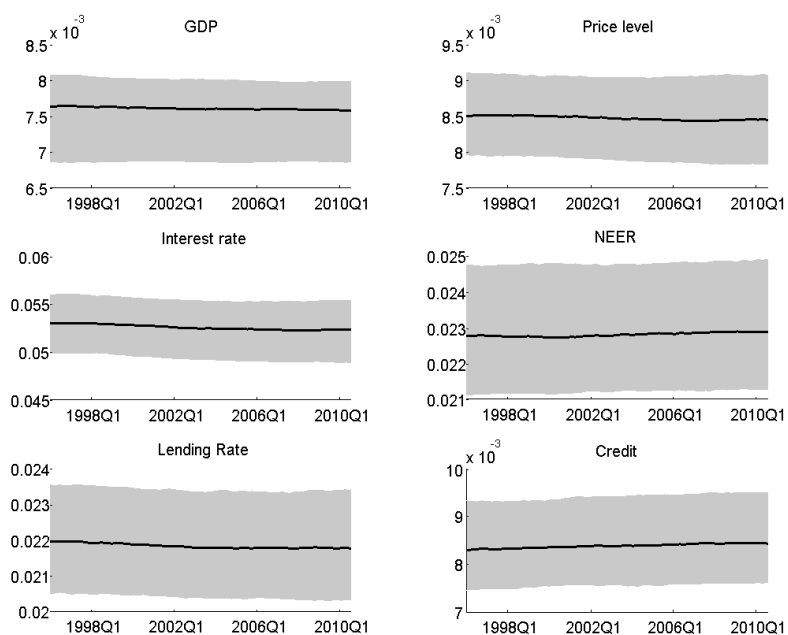 GDP
x 10⁻³
8.5
8
7.5
7
6.5
1998Q1 2002Q1 2006Q1 2010Q1
Price level
x 10⁻³
9.5
9
8.5
8
7.5
1998Q1 2002Q1 2006Q1 2010Q1
Interest rate
0.06
0.055
0.05
0.045
1998Q1 2002Q1 2006Q1 2010Q1
NEER
0.025
0.024
0.023
0.022
0.021
1998Q1 2002Q1 2006Q1 2010Q1
Lending Rate
0.024
0.023
0.022
0.021
0.02
1998Q1 2002Q1 2006Q1 2010Q1
Credit
x 10⁻³
10
9
8
7
1998Q1 2002Q1 2006Q1 2010Q1